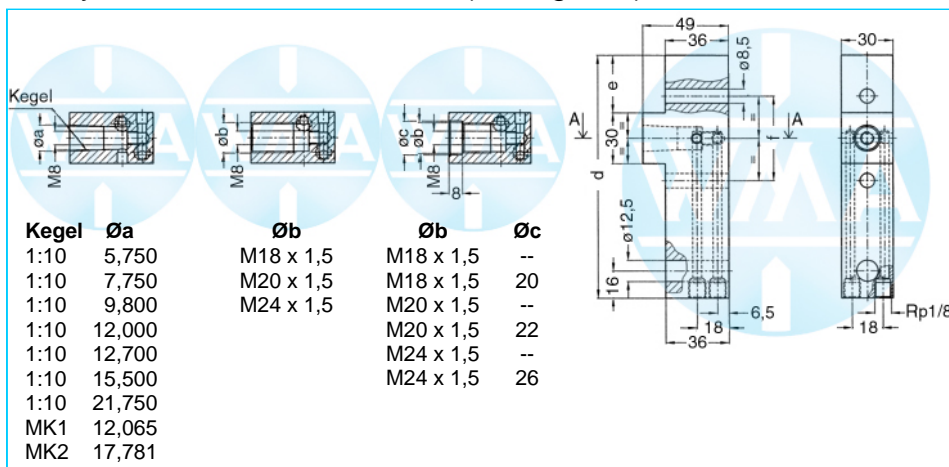 49
36
ø8,5
30
Kegel
øa
M8
øb
M8
øc
øb
M8
8
e
A
A
30
=
=
=
=
f
d
ø12,5
16
6,5
18
36
18
Rp1/8
WMA
Kegel Øa
1:10 5,750
1:10 7,750
1:10 9,800
1:10 12,000
1:10 12,700
1:10 15,500
1:10 21,750
MK1 12,065
MK2 17,781
Øb
M18 x 1,5
M20 x 1,5
M24 x 1,5
Øb Øc
M18 x 1,5 --
M18 x 1,5 20
M20 x 1,5 --
M20 x 1,5 22
M24 x 1,5 --
M24 x 1,5 26